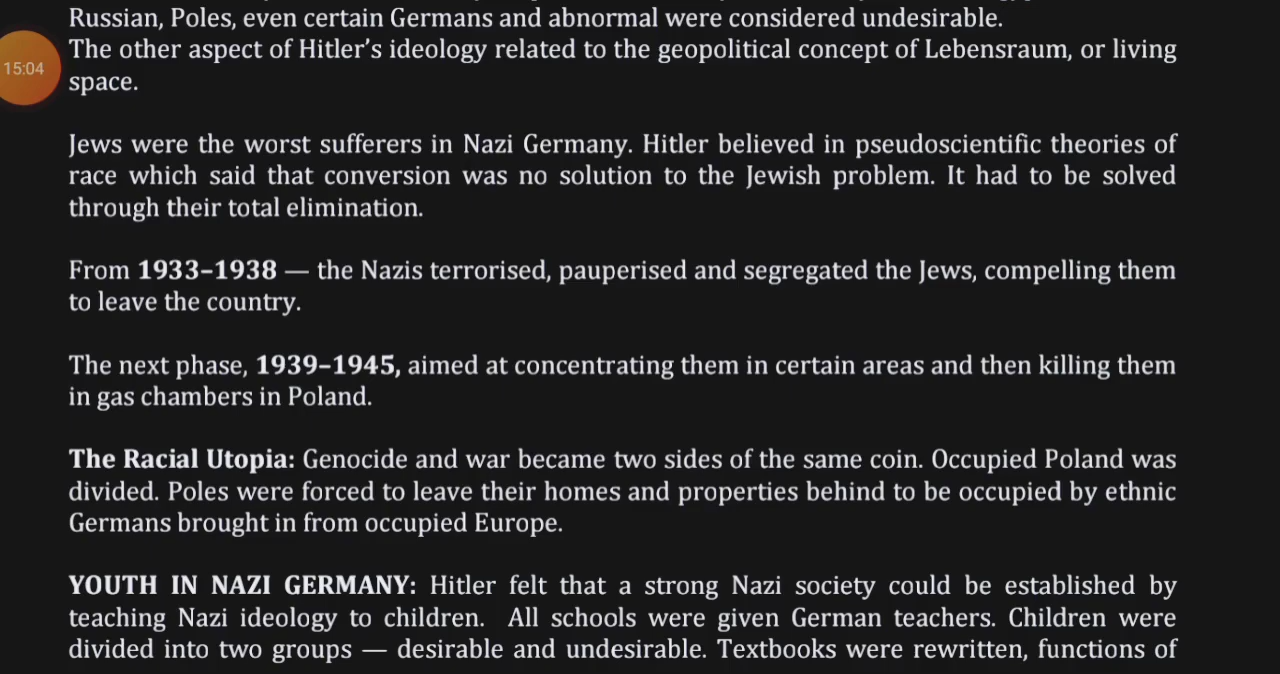 Russian, Poles, even certain Germans and abnormal were considered undesirable.
The other aspect of Hitler’s ideology related to the geopolitical concept of Lebensraum, or living
15:04
space.
Jews were the worst sufferers in Nazi Germany. Hitler believed in pseudoscientific theories of
race which said that conversion was no solution to the Jewish problem. It had to be solved
through their total elimination.
From 1933–1938 — the Nazis terrorised, pauperised and segregated the Jews, compelling them
to leave the country.
The next phase, 1939–1945, aimed at concentrating them in certain areas and then killing them
in gas chambers in Poland.
The Racial Utopia: Genocide and war became two sides of the same coin. Occupied Poland was
divided. Poles were forced to leave their homes and properties behind to be occupied by ethnic
Germans brought in from occupied Europe.
YOUTH IN NAZI GERMANY: Hitler felt that a strong Nazi society could be established by
teaching Nazi ideology to children. All schools were given German teachers. Children were
divided into two groups — desirable and undesirable. Textbooks were rewritten, functions of